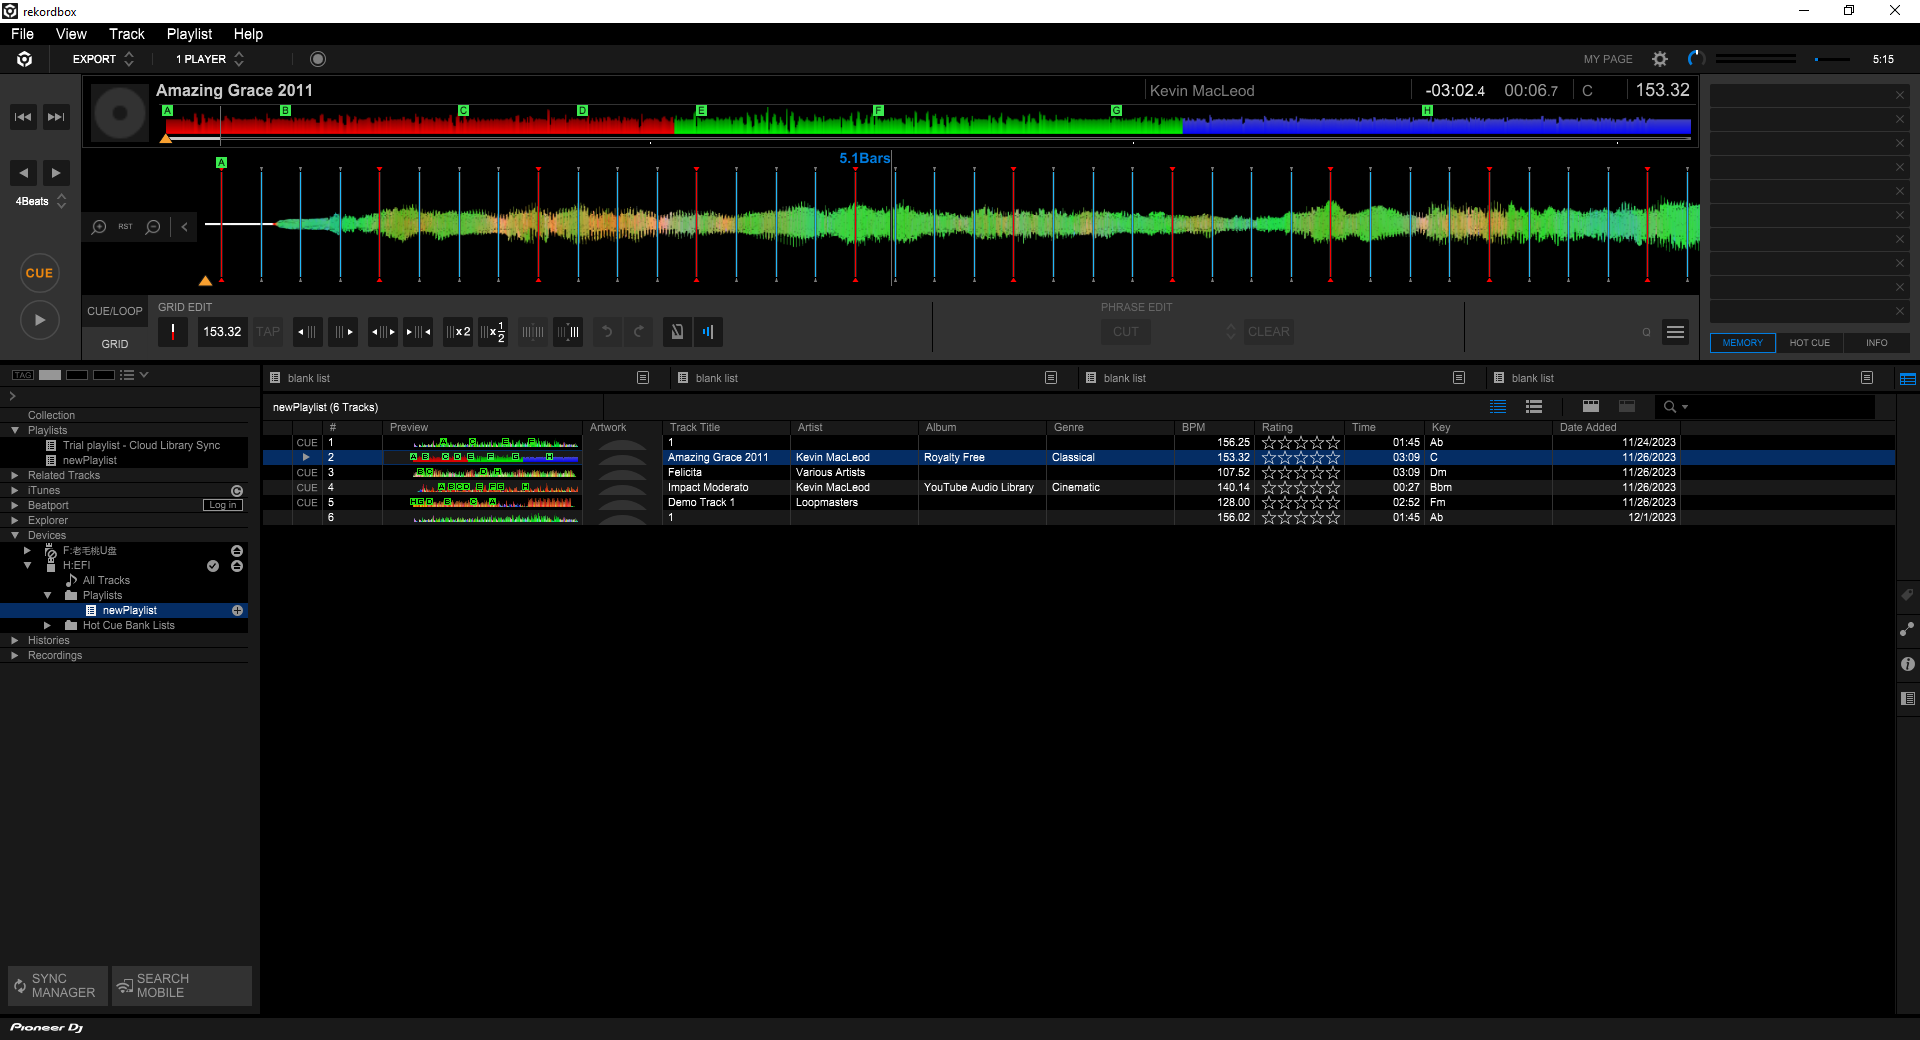 rekordbox
File View Track Playlist Help
EXPORT 1 PLAYER MY PAGE 5:15
Amazing Grace 2011 Kevin MacLeod -03:02.4 00:06.7 C 153.32
A B C D E F G H
5.1Bars
A
4Beats
RST
CUE
CUE/LOOP GRID EDIT PHRASE EDIT
153.32 TAP x2 x1/2 CUT CLEAR
GRID
MEMORY HOT CUE INFO
TAG
blank list blank list blank list blank list
newPlaylist (6 Tracks)
Collection
Playlists
Trial playlist - Cloud Library Sync
newPlaylist
Related Tracks
iTunes
Beatport Log in
Explorer
Devices
F:老毛桃U盘
H:EFI
All Tracks
Playlists
newPlaylist
Hot Cue Bank Lists
Histories
Recordings
# Preview Artwork Track Title Artist Album Genre BPM Rating Time Key Date Added
CUE 1 A C E F 1 156.25 01:45 Ab 11/24/2023
2 A B C D E F G H Amazing Grace 2011 Kevin MacLeod Royalty Free Classical 153.32 03:09 C 11/26/2023
CUE 3 B C D H Felicita Various Artists 107.52 03:09 Dm 11/26/2023
CUE 4 A B C D E F G H Impact Moderato Kevin MacLeod YouTube Audio Library Cinematic 140.14 00:27 Bbm 11/26/2023
CUE 5 H G D B C A Demo Track 1 Loopmasters 128.00 02:52 Fm 11/26/2023
6 1 156.02 01:45 Ab 12/1/2023
SYNC MANAGER
SEARCH MOBILE
Pioneer Dj